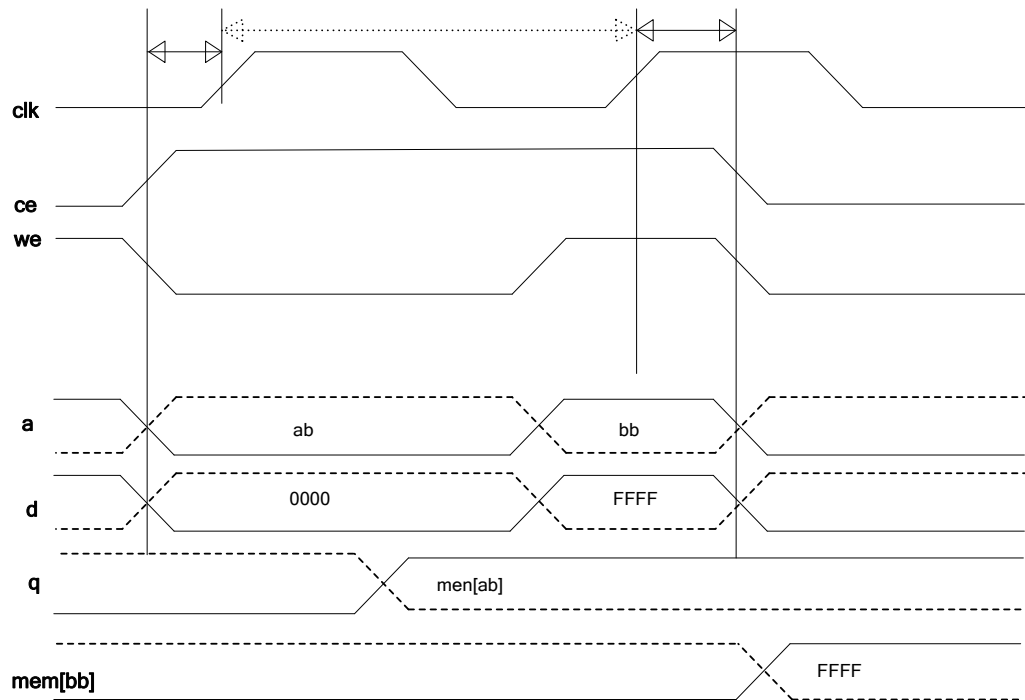 clk
ce
we
a
ab
bb
d
0000
FFFF
q
men[ab]
mem[bb]
FFFF